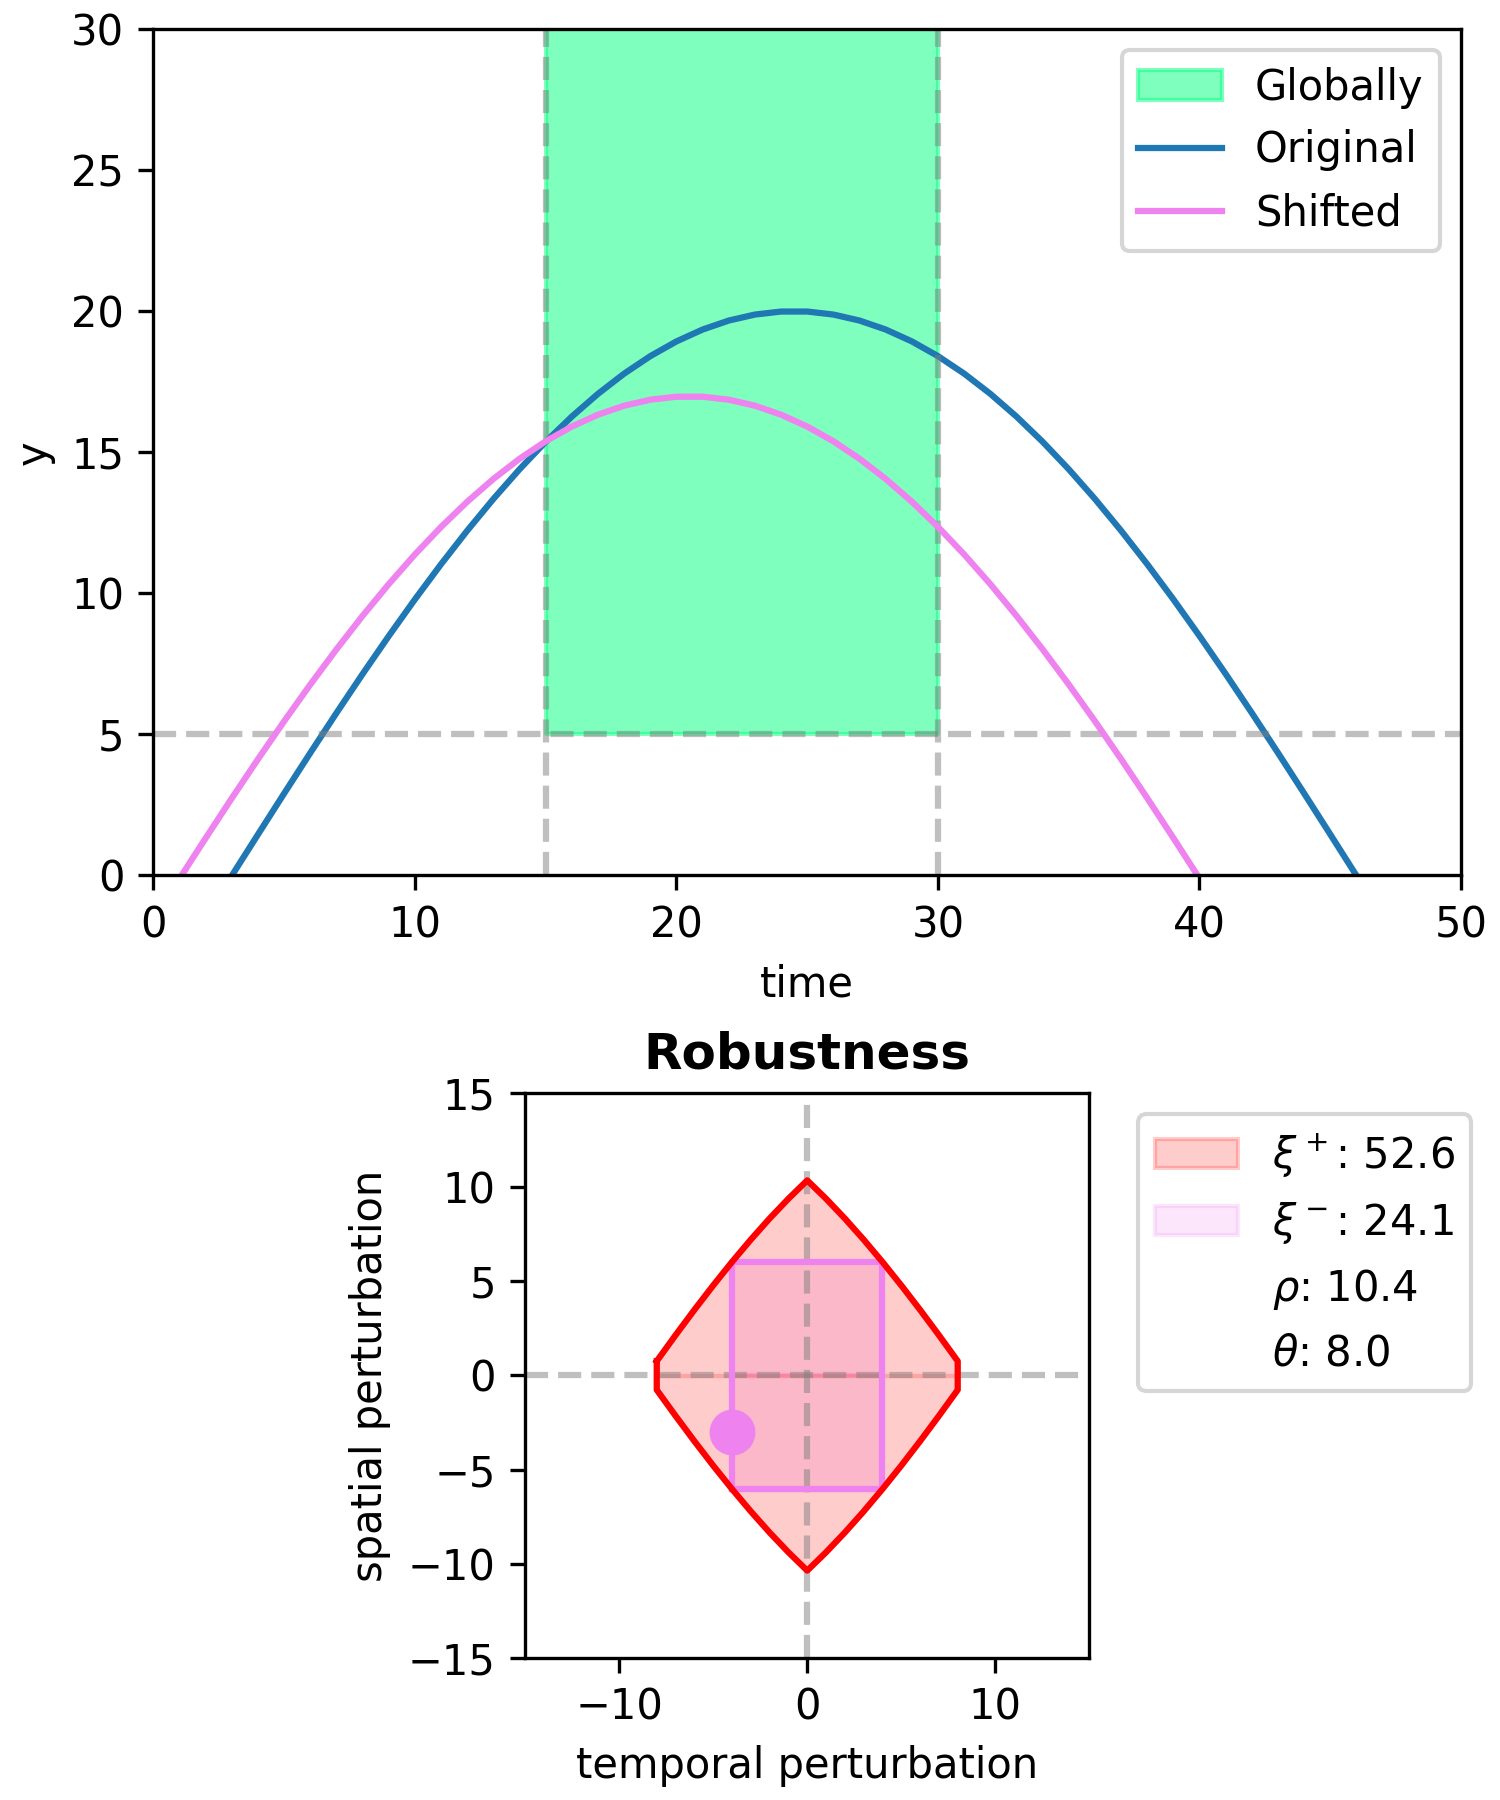 30
25
20
15
10
5
0
y
0
10
20
30
40
50
time
Globally
Original
Shifted
Robustness
15
10
5
0
−5
−10
−15
spatial perturbation
−10
0
10
temporal perturbation
ξ⁺: 52.6
ξ⁻: 24.1
ρ: 10.4
θ: 8.0